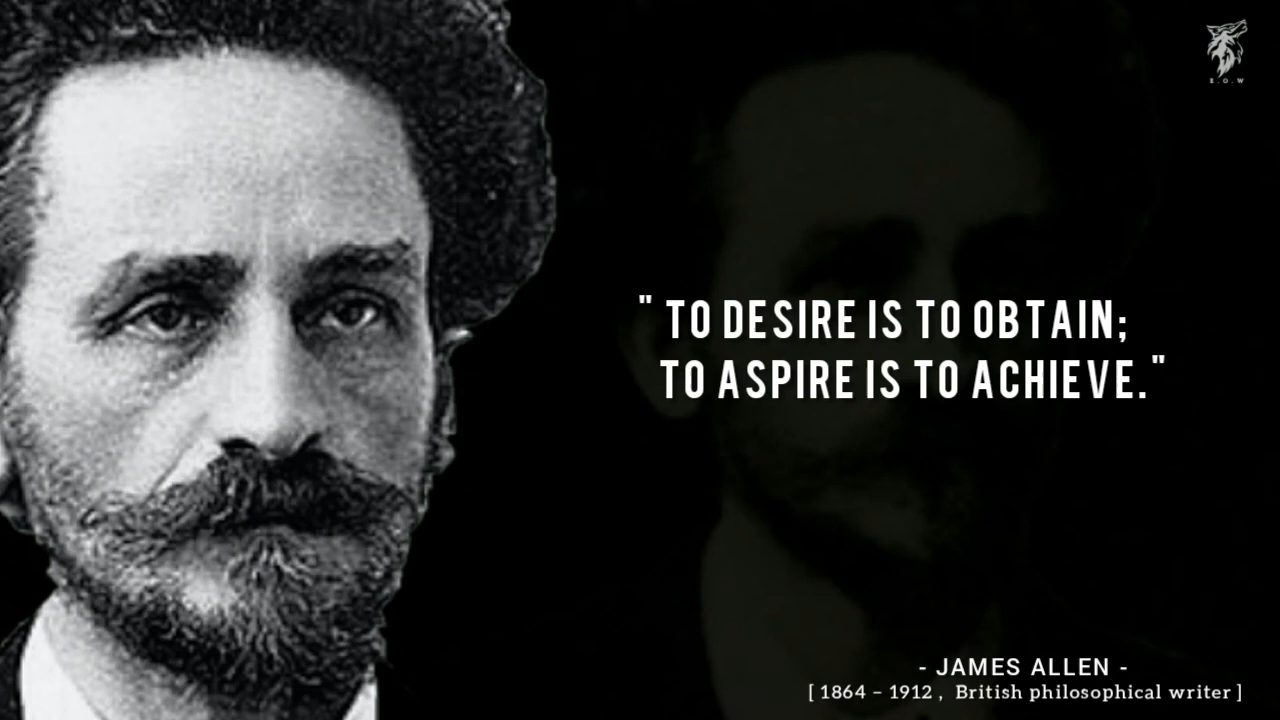 E.O.W
" TO DESIRE IS TO OBTAIN;
TO ASPIRE IS TO ACHIEVE."
- JAMES ALLEN -
[ 1864 – 1912 , British philosophical writer ]